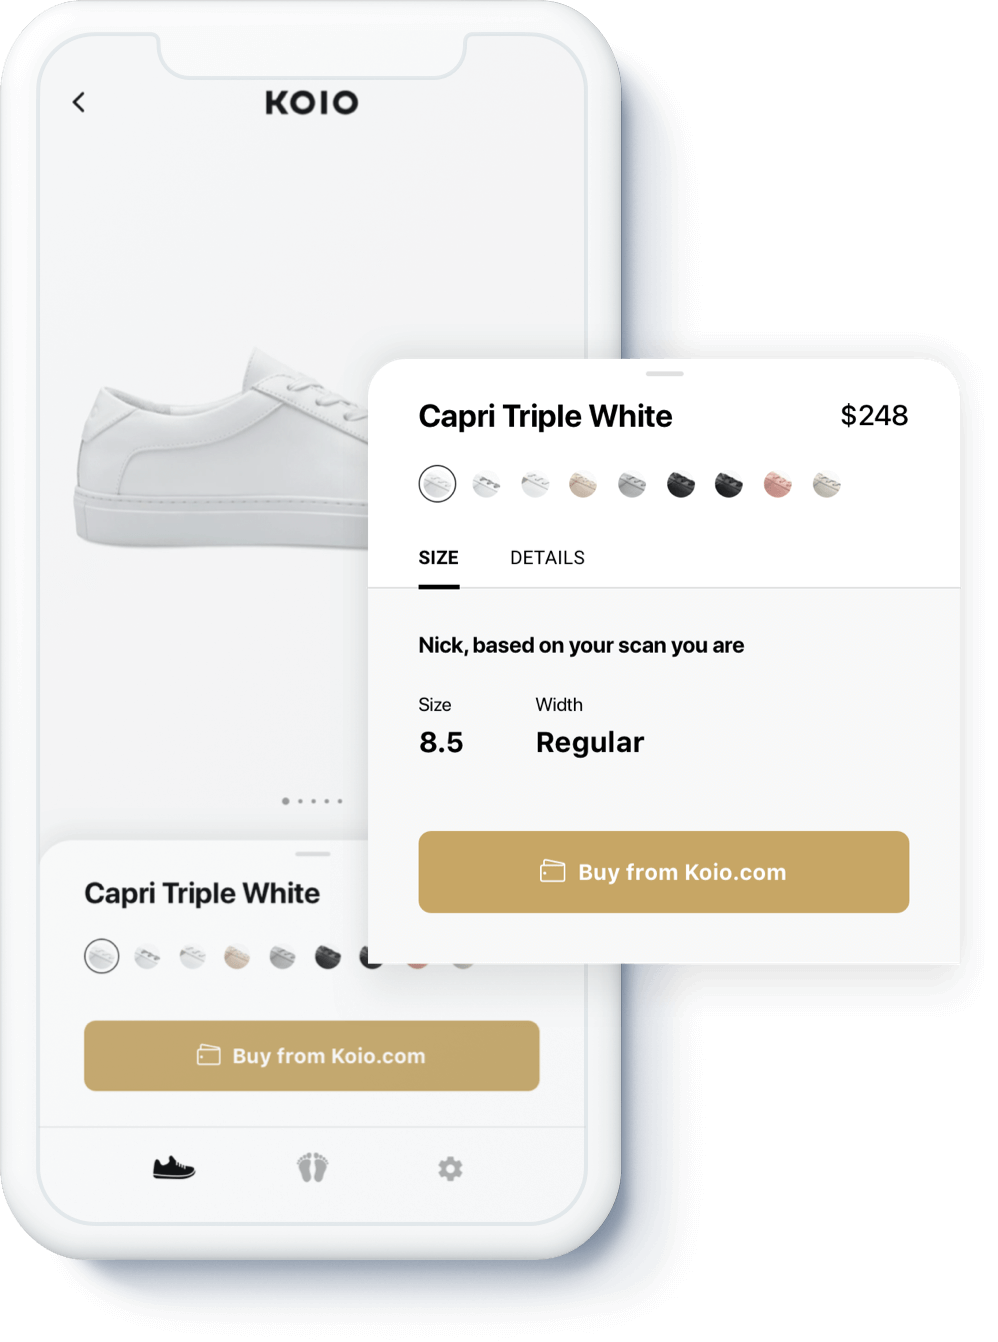 KOIO
Capri Triple White $248
SIZE DETAILS
Nick, based on your scan you are
Size Width
8.5 Regular
Buy from Koio.com
Capri Triple White
Buy from Koio.com